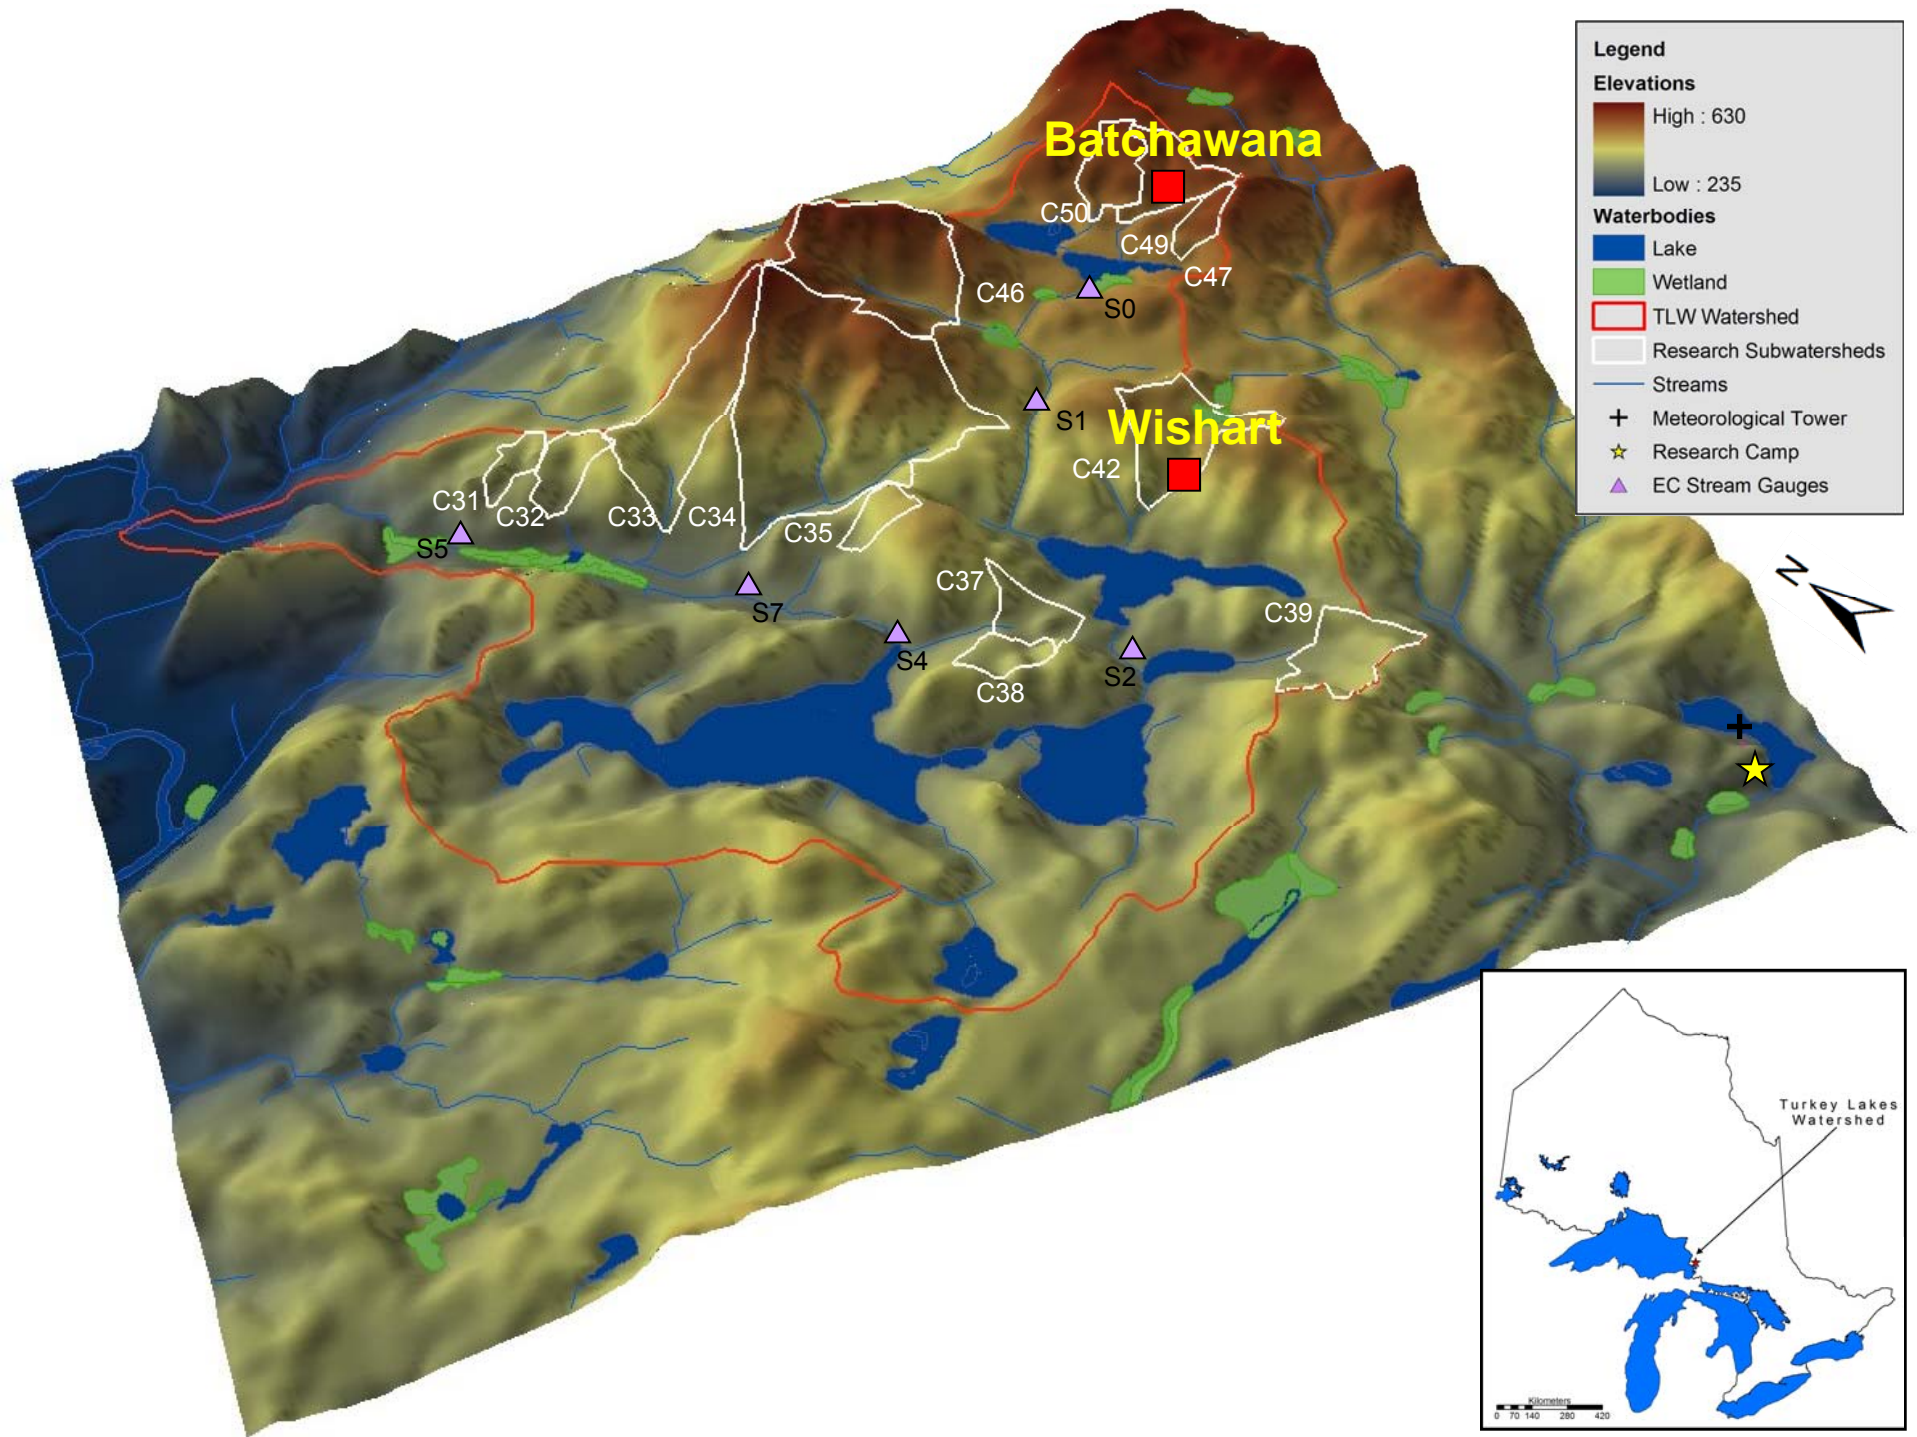 Batchawana
C50
C49
C47
C46
S0
S1
Wishart
C42
C31
C32
C33
C34
C35
S5
S7
C37
C39
S4
S2
C38
Legend
Elevations
High : 630
Low : 235
Waterbodies
Lake
Wetland
TLW Watershed
Research Subwatersheds
Streams
Meteorological Tower
Research Camp
EC Stream Gauges
N
Turkey Lakes
Watershed
Kilometers
0 70 140 280 420